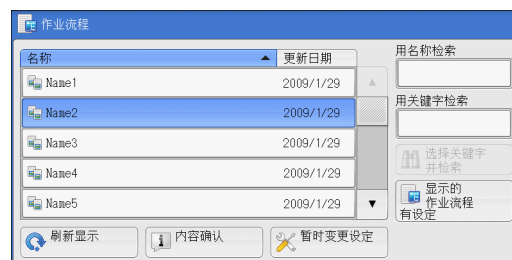 作业流程
名称
更新日期
用名称检索
Name1
2009/1/29
用关键字检索
Name2
2009/1/29
Name3
2009/1/29
选择关键字
并检索
Name4
2009/1/29
显示的
作业流程
有设定
Name5
2009/1/29
刷新显示
内容确认
暂时变更设定